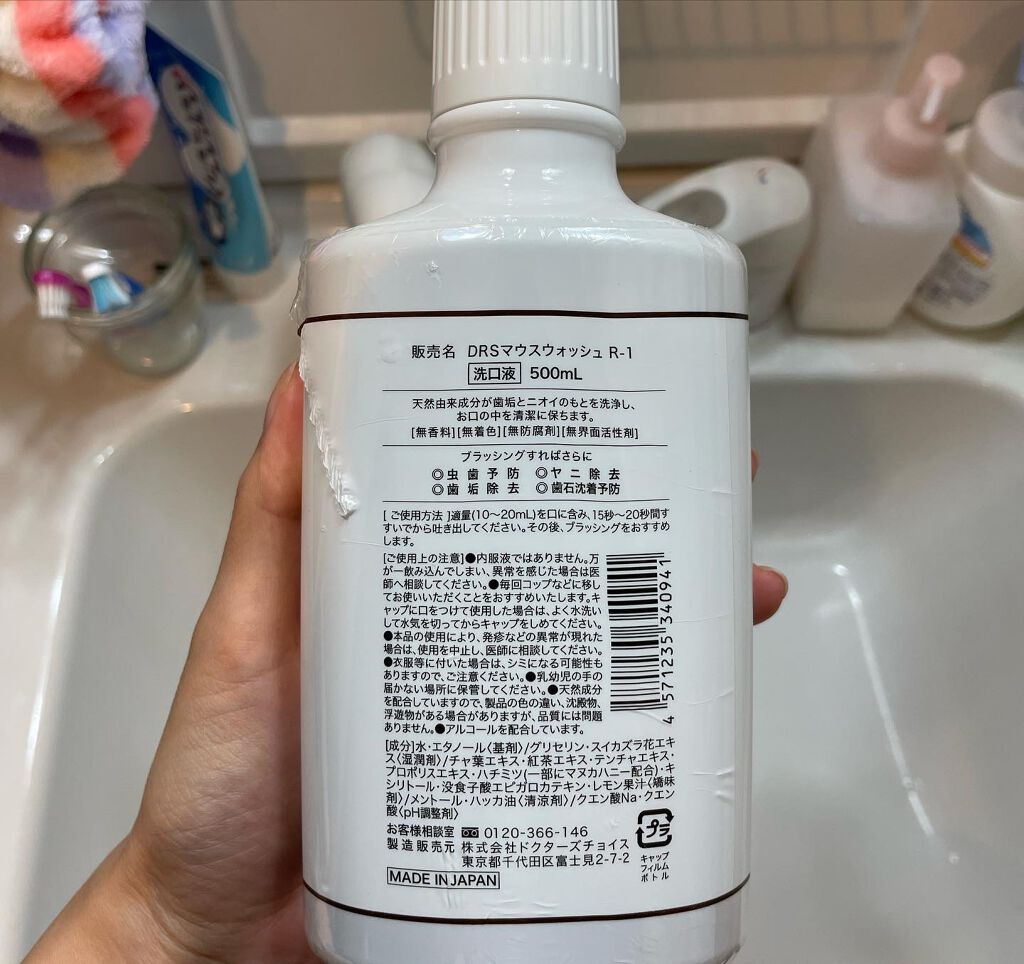 販売名 DRSマウスウォッシュ R-1
洗口液 500mL
天然由来成分が歯垢とニオイのもとを洗浄し、
お口の中を清潔に保ちます。
[無香料][無着色][無防腐剤][無界面活性剤]
ブラッシングすればさらに
◎虫歯予防 ◎ヤニ除去
◎歯垢除去 ◎歯石沈着予防
[ご使用方法]適量(10〜20mL)を口に含み、15秒〜20秒間す
すいでから吐き出してください。その後、ブラッシングをおすすめ
します。
[ご使用上の注意]●内服液ではありません。万
が一飲み込んでしまい、異常を感じた場合は医
師へ相談してください。●毎回コップなどに移し
てお使いいただくことをおすすめいたします。キ
ャップに口をつけて使用した場合は、よく水洗い
して水気を切ってからキャップをしめてください。
●本品の使用により、発疹などの異常が現れた
場合は、使用を中止し、医師に相談してください。
●衣服等に付いた場合は、シミになる可能性も
ありますので、ご注意ください。●乳幼児の手の
届かない場所に保管してください。●天然成分
を配合していますので、製品の色の違い、沈殿物、
浮遊物がある場合がありますが、品質には問題
ありません。●アルコールを配合しています。
4 571235 340941
[成分]水・エタノール〈基剤〉/グリセリン・スイカズラ花エキ
ス〈湿潤剤〉/チャ葉エキス・紅茶エキス・テンチャエキス・
プロポリスエキス・ハチミツ(一部にマヌカハニー配合)・キ
シリトール・没食子酸エピガロカテキン・レモン果汁〈矯味
剤〉/メントール・ハッカ油〈清涼剤〉/クエン酸Na・クエン
酸〈pH調整剤〉
お客様相談室 0120-366-146
製造販売元 株式会社ドクターズチョイス
東京都千代田区富士見2-7-2
MADE IN JAPAN
プラ
キャップ
フィルム
ボトル